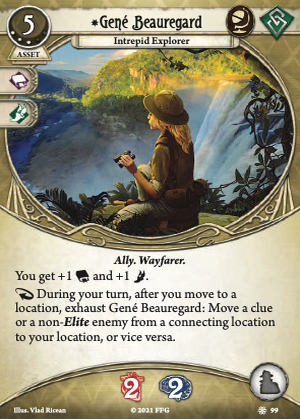 5
Gené Beauregard
Intrepid Explorer
ASSET
Ally. Wayfarer.
You get +1 and +1 .
During your turn, after you move to a
location, exhaust Gené Beauregard: Move a clue
or a non-Elite enemy from a connecting location
to your location, or vice versa.
2 2
Illus. Vlad Ricean © 2021 FFG 99